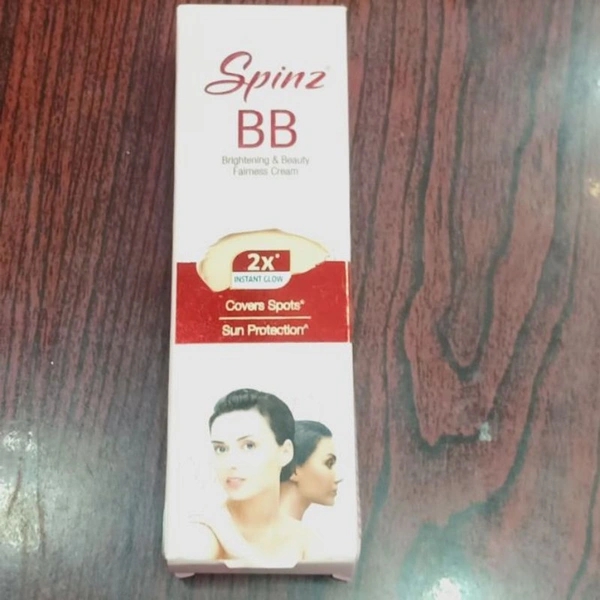 Spinz®
BB
Brightening & Beauty
Fairness Cream
2x*
INSTANT GLOW
Covers Spots*
Sun Protection^